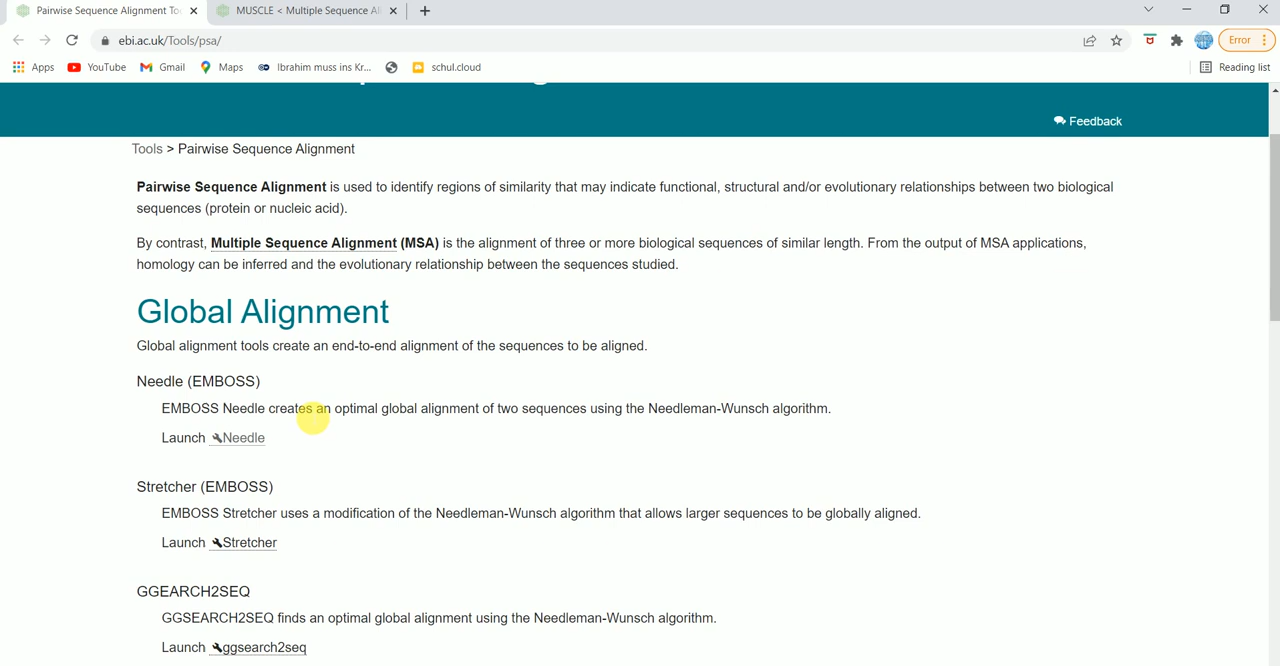 Pairwise Sequence Alignment To
MUSCLE < Multiple Sequence Al
ebi.ac.uk/Tools/psa/
Error
Apps YouTube Gmail Maps Ibrahim muss ins Kr... schul.cloud Reading list
Feedback
Tools > Pairwise Sequence Alignment
Pairwise Sequence Alignment is used to identify regions of similarity that may indicate functional, structural and/or evolutionary relationships between two biological
sequences (protein or nucleic acid).
By contrast, Multiple Sequence Alignment (MSA) is the alignment of three or more biological sequences of similar length. From the output of MSA applications,
homology can be inferred and the evolutionary relationship between the sequences studied.
Global Alignment
Global alignment tools create an end-to-end alignment of the sequences to be aligned.
Needle (EMBOSS)
EMBOSS Needle creates an optimal global alignment of two sequences using the Needleman-Wunsch algorithm.
Launch Needle
Stretcher (EMBOSS)
EMBOSS Stretcher uses a modification of the Needleman-Wunsch algorithm that allows larger sequences to be globally aligned.
Launch Stretcher
GGEARCH2SEQ
GGSEARCH2SEQ finds an optimal global alignment using the Needleman-Wunsch algorithm.
Launch ggsearch2seq